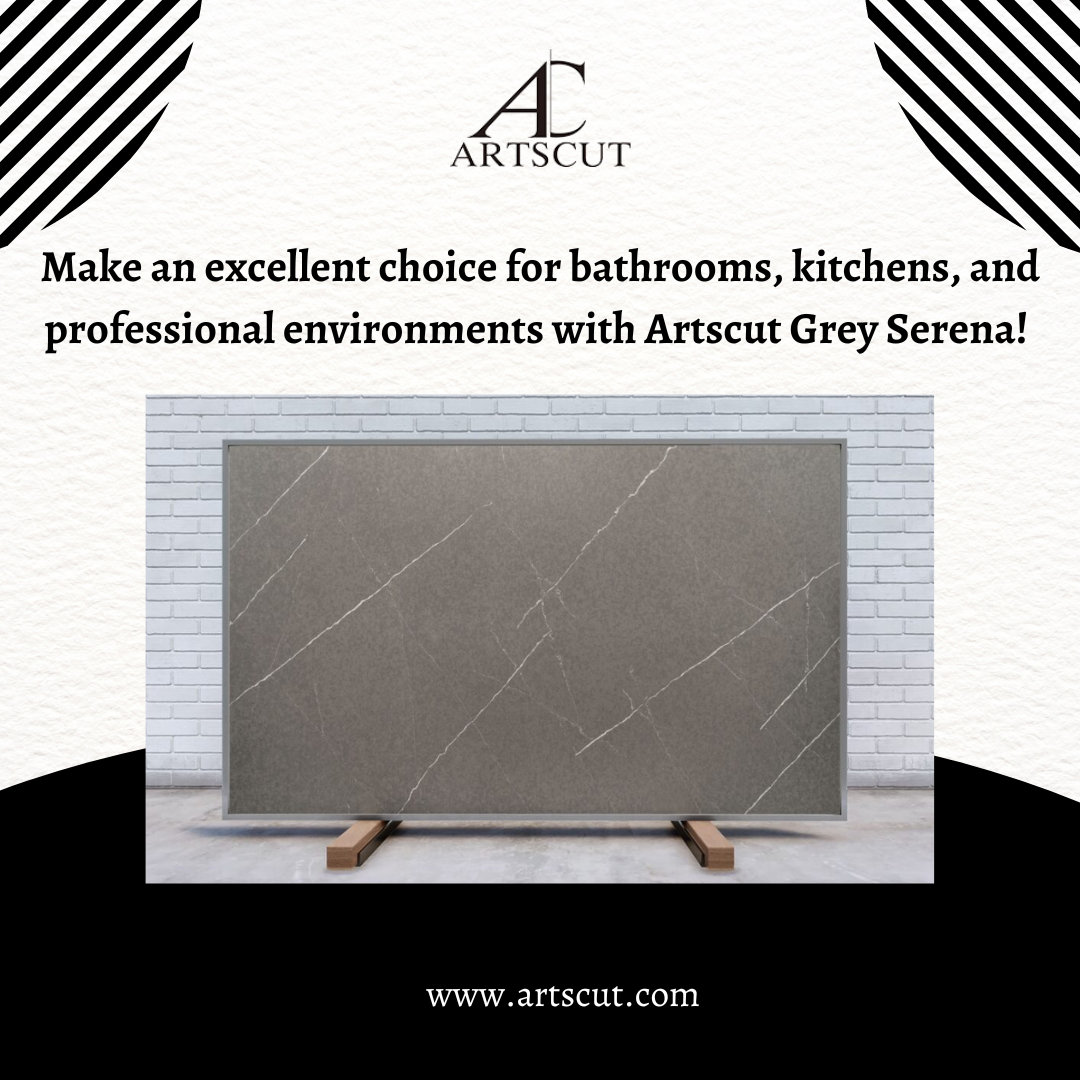 AC
ARTSCUT
Make an excellent choice for bathrooms, kitchens, and
professional environments with Artscut Grey Serena!
www.artscut.com